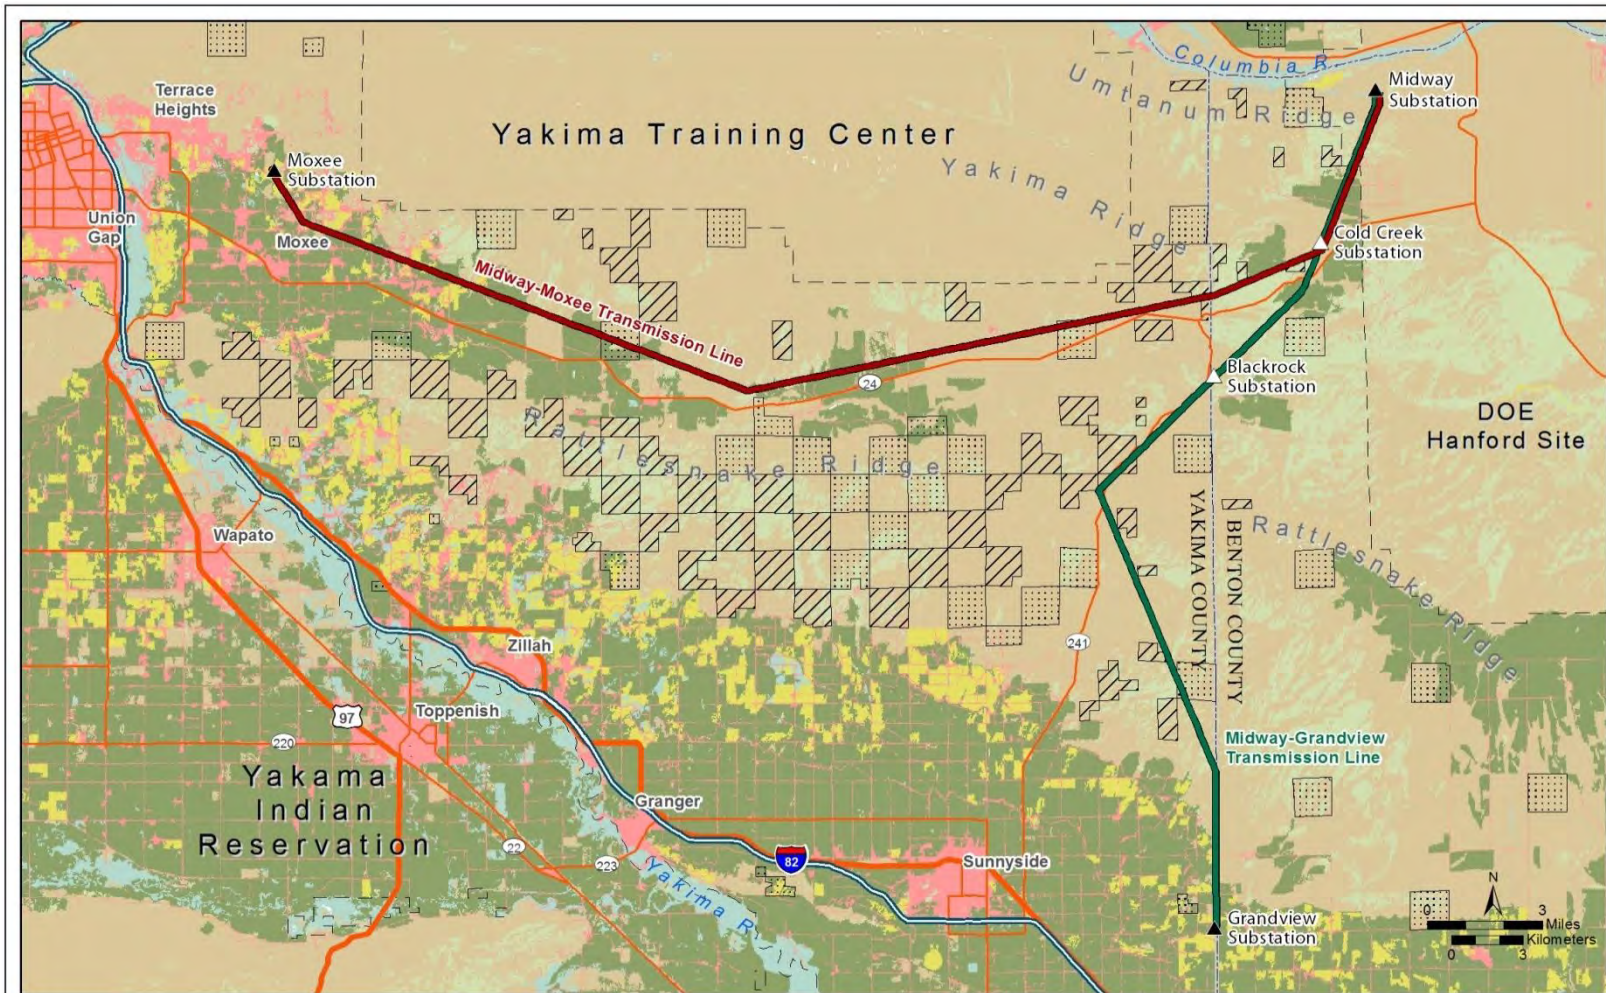 Columbia R.
Terrace
Heights
Midway
Substation
Umtanum Ridge
Yakima Training Center
Yakima Ridge
Moxee
Substation
Union
Gap
Moxee
Cold Creek
Substation
Midway-Moxee Transmission Line
Blackrock
Substation
24
DOE
Hanford Site
Rattlesnake Ridge
YAKIMA COUNTY
BENTON COUNTY
Rattlesnake Ridge
Wapato
Zillah
241
Toppenish
97
220
Midway-Grandview
Transmission Line
Yakama
Indian
Reservation
Granger
22
223
82
Sunnyside
Yakima R.
Grandview
Substation
N
0 3
Miles
Kilometers
0 3